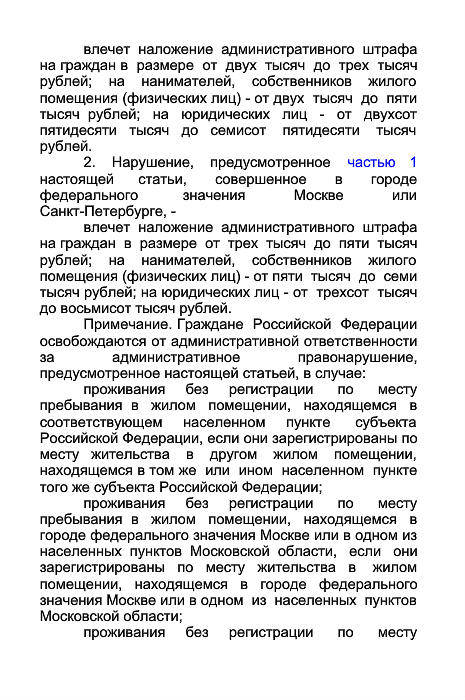 влечет наложение административного штрафа
на граждан в размере от двух тысяч до трех тысяч
рублей; на нанимателей, собственников жилого
помещения (физических лиц) - от двух тысяч до пяти
тысяч рублей; на юридических лиц - от двухсот
пятидесяти тысяч до семисот пятидесяти тысяч
рублей.
2. Нарушение, предусмотренное частью 1
настоящей статьи, совершенное в городе
федерального значения Москве или
Санкт-Петербурге, -
влечет наложение административного штрафа
на граждан в размере от трех тысяч до пяти тысяч
рублей; на нанимателей, собственников жилого
помещения (физических лиц) - от пяти тысяч до семи
тысяч рублей; на юридических лиц - от трехсот тысяч
до восьмисот тысяч рублей.
Примечание. Граждане Российской Федерации
освобождаются от административной ответственности
за административное правонарушение,
предусмотренное настоящей статьей, в случае:
проживания без регистрации по месту
пребывания в жилом помещении, находящемся в
соответствующем населенном пункте субъекта
Российской Федерации, если они зарегистрированы по
месту жительства в другом жилом помещении,
находящемся в том же или ином населенном пункте
того же субъекта Российской Федерации;
проживания без регистрации по месту
пребывания в жилом помещении, находящемся в
городе федерального значения Москве или в одном из
населенных пунктов Московской области, если они
зарегистрированы по месту жительства в жилом
помещении, находящемся в городе федерального
значения Москве или в одном из населенных пунктов
Московской области;
проживания без регистрации по месту